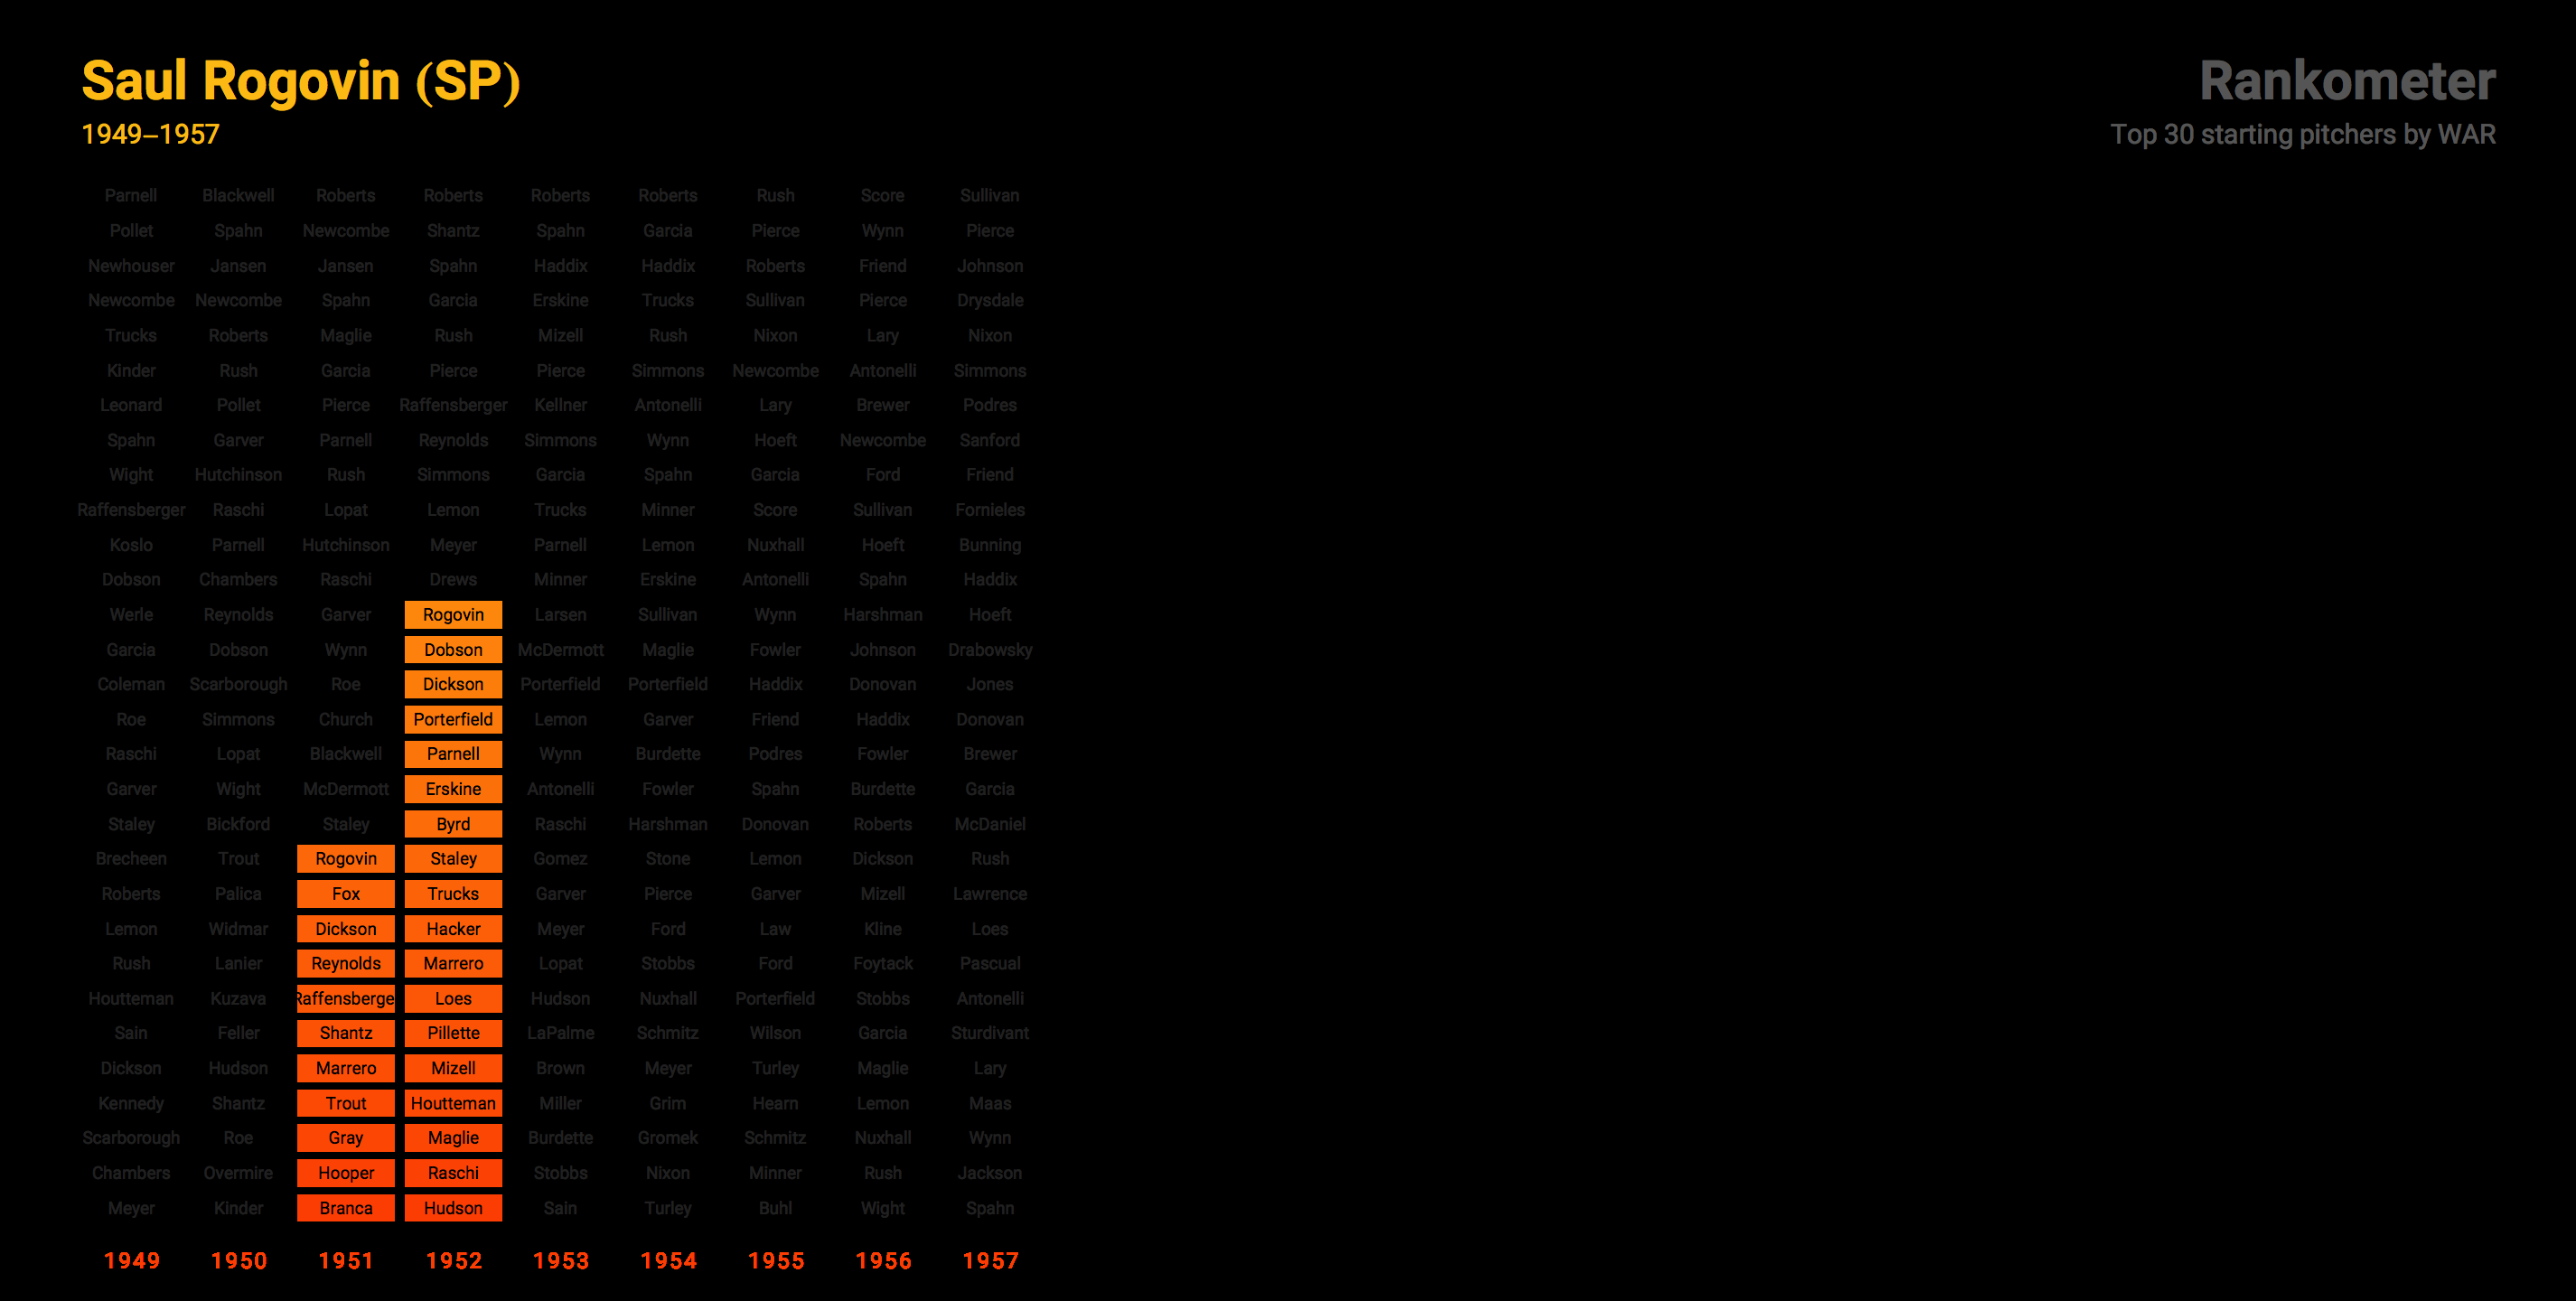 Saul Rogovin (SP)
1949–1957
Rankometer
Top 30 starting pitchers by WAR
Parnell Blackwell Roberts Roberts Roberts Roberts Rush Score Sullivan
Pollet Spahn Newcombe Shantz Spahn Garcia Pierce Wynn Pierce
Newhouser Jansen Jansen Spahn Haddix Haddix Roberts Friend Johnson
Newcombe Newcombe Spahn Garcia Erskine Trucks Sullivan Pierce Drysdale
Trucks Roberts Maglie Rush Mizell Rush Nixon Lary Nixon
Kinder Rush Garcia Pierce Pierce Simmons Newcombe Antonelli Simmons
Leonard Pollet Pierce Raffensberger Kellner Antonelli Lary Brewer Podres
Spahn Garver Parnell Reynolds Simmons Wynn Hoeft Newcombe Sanford
Wight Hutchinson Rush Simmons Garcia Spahn Garcia Ford Friend
Raffensberger Raschi Lopat Lemon Trucks Minner Score Sullivan Fornieles
Koslo Parnell Hutchinson Meyer Parnell Lemon Nuxhall Hoeft Bunning
Dobson Chambers Raschi Drews Minner Erskine Antonelli Spahn Haddix
Werle Reynolds Garver Rogovin Larsen Sullivan Wynn Harshman Hoeft
Garcia Dobson Wynn Dobson McDermott Maglie Fowler Johnson Drabowsky
Coleman Scarborough Roe Dickson Porterfield Porterfield Haddix Donovan Jones
Roe Simmons Church Porterfield Lemon Garver Friend Haddix Donovan
Raschi Lopat Blackwell Parnell Wynn Burdette Podres Fowler Brewer
Garver Wight McDermott Erskine Antonelli Fowler Spahn Burdette Garcia
Staley Bickford Staley Byrd Raschi Harshman Donovan Roberts McDaniel
Brecheen Trout Rogovin Staley Gomez Stone Lemon Dickson Rush
Roberts Palica Fox Trucks Garver Pierce Garver Mizell Lawrence
Lemon Widmar Dickson Hacker Meyer Ford Law Kline Loes
Rush Lanier Reynolds Marrero Lopat Stobbs Ford Foytack Pascual
Houtteman Kuzava Raffensberge Loes Hudson Nuxhall Porterfield Stobbs Antonelli
Sain Feller Shantz Pillette LaPalme Schmitz Wilson Garcia Sturdivant
Dickson Hudson Marrero Mizell Brown Meyer Turley Maglie Lary
Kennedy Shantz Trout Houtteman Miller Grim Hearn Lemon Maas
Scarborough Roe Gray Maglie Burdette Gromek Schmitz Nuxhall Wynn
Chambers Overmire Hooper Raschi Stobbs Nixon Minner Rush Jackson
Meyer Kinder Branca Hudson Sain Turley Buhl Wight Spahn
1949 1950 1951 1952 1953 1954 1955 1956 1957